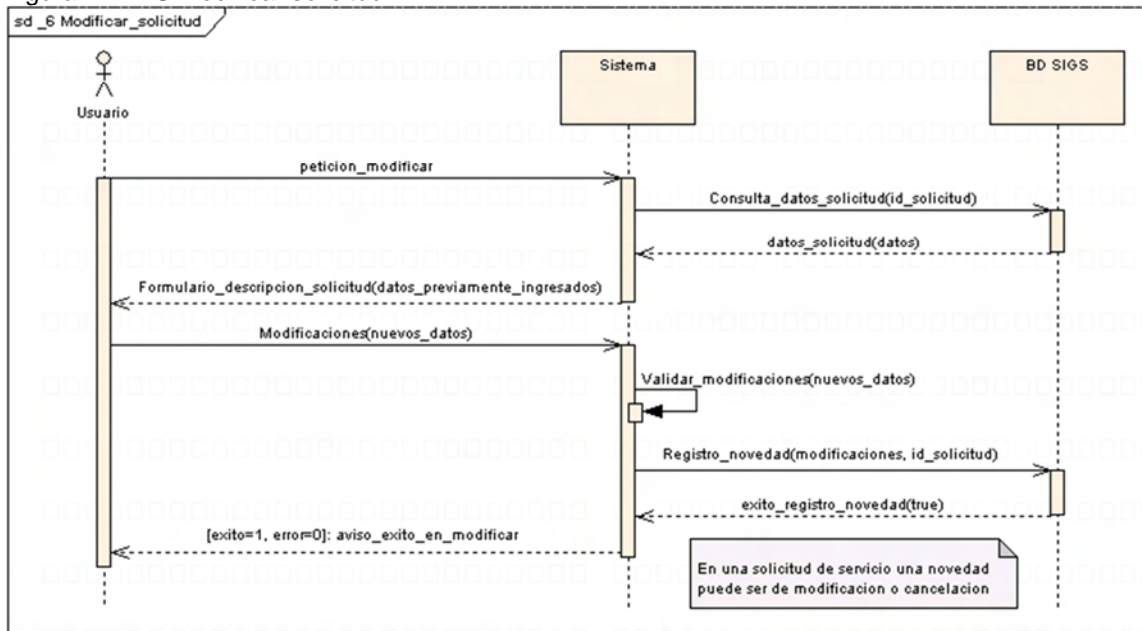 sd _6 Modificar_solicitud
Usuario
Sistema
BD SIGS
peticion_modificar
Consulta_datos_solicitud(id_solicitud)
datos_solicitud(datos)
Formulario_descripcion_solicitud(datos_previamente_ingresados)
Modificaciones(nuevos_datos)
Validar_modificaciones(nuevos_datos)
Registro_novedad(modificaciones, id_solicitud)
exito_registro_novedad(true)
[exito=1, error=0]: aviso_exito_en_modificar
En una solicitud de servicio una novedad
puede ser de modificacion o cancelacion